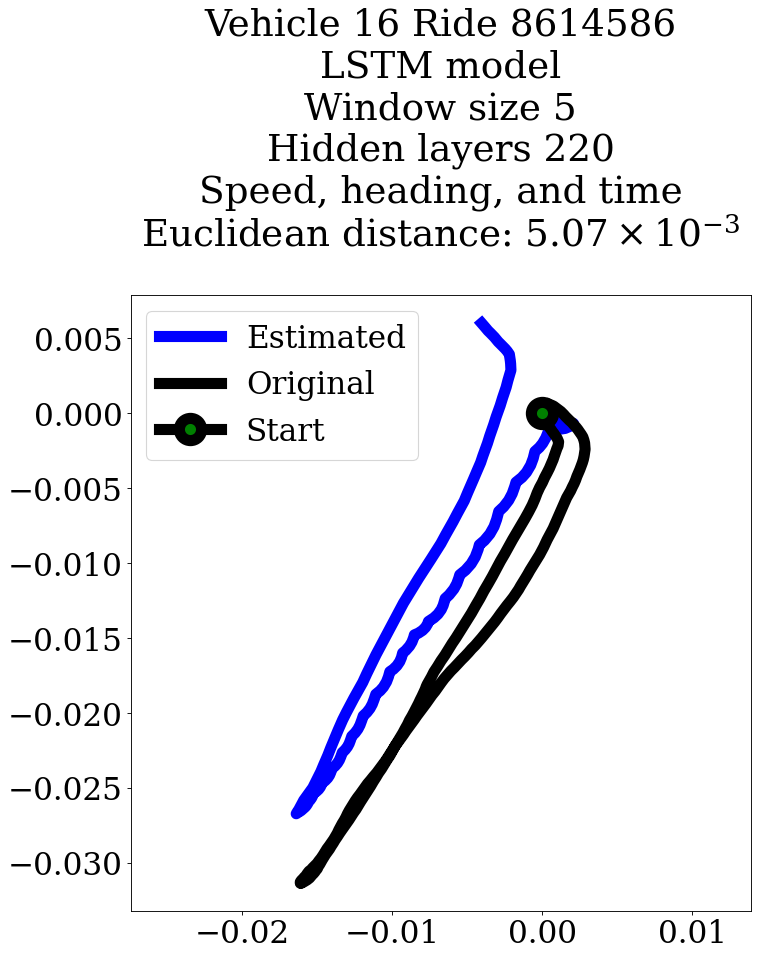 Vehicle 16 Ride 8614586
LSTM model
Window size 5
Hidden layers 220
Speed, heading, and time
Euclidean distance: 5.07 × 10⁻³
Estimated
Original
Start
0.005
0.000
−0.005
−0.010
−0.015
−0.020
−0.025
−0.030
−0.02 −0.01 0.00 0.01